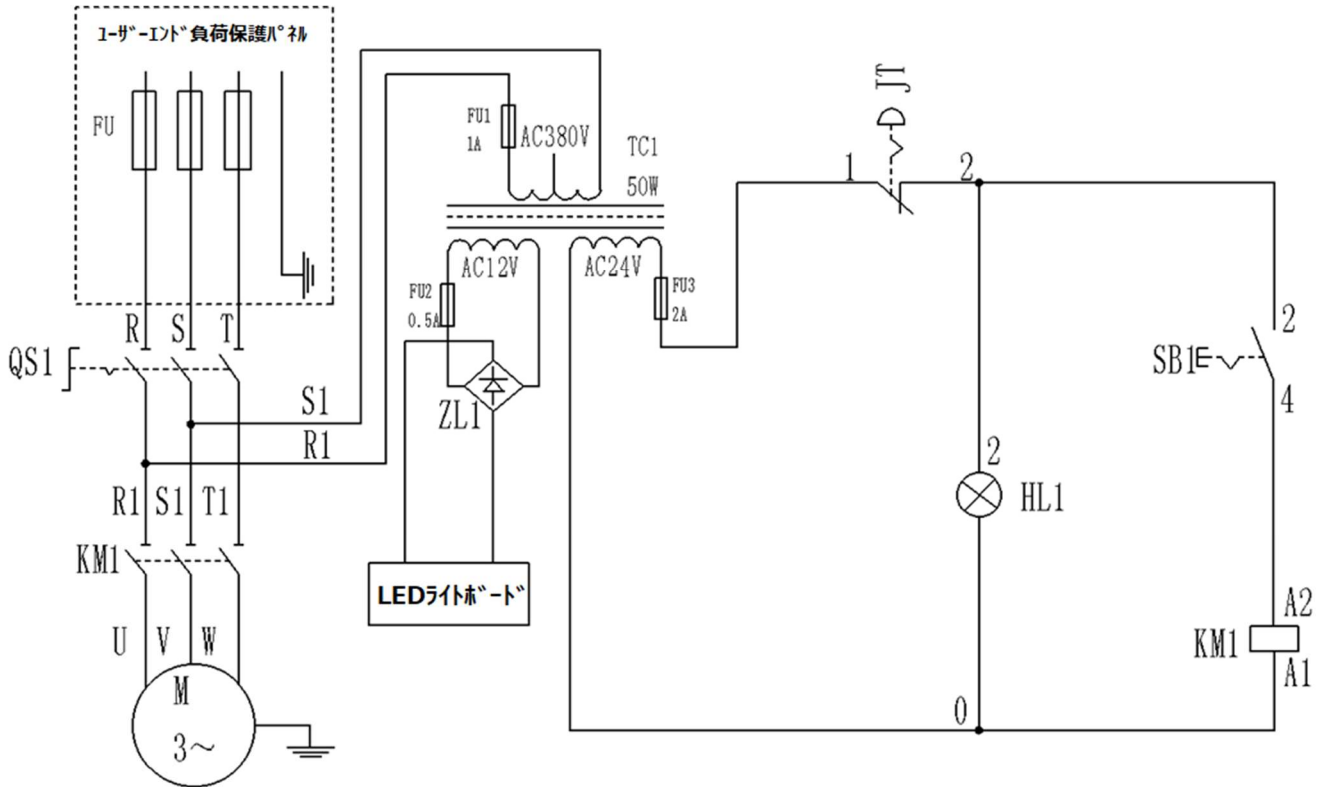 ﾕｰｻﾞｰｴﾝﾄﾞ負荷保護ﾊﾟﾈﾙ
FU
FU1
1A
AC380V
TC1
50W
JT
1
2
AC12V
AC24V
FU2
0.5A
FU3
2A
R S T
QS1
S1
R1
ZL1
2
SB1
4
R1 S1 T1
2
HL1
KM1
LEDﾗｲﾄﾎﾞｰﾄﾞ
A2
KM1
A1
U V W
M
3～
0